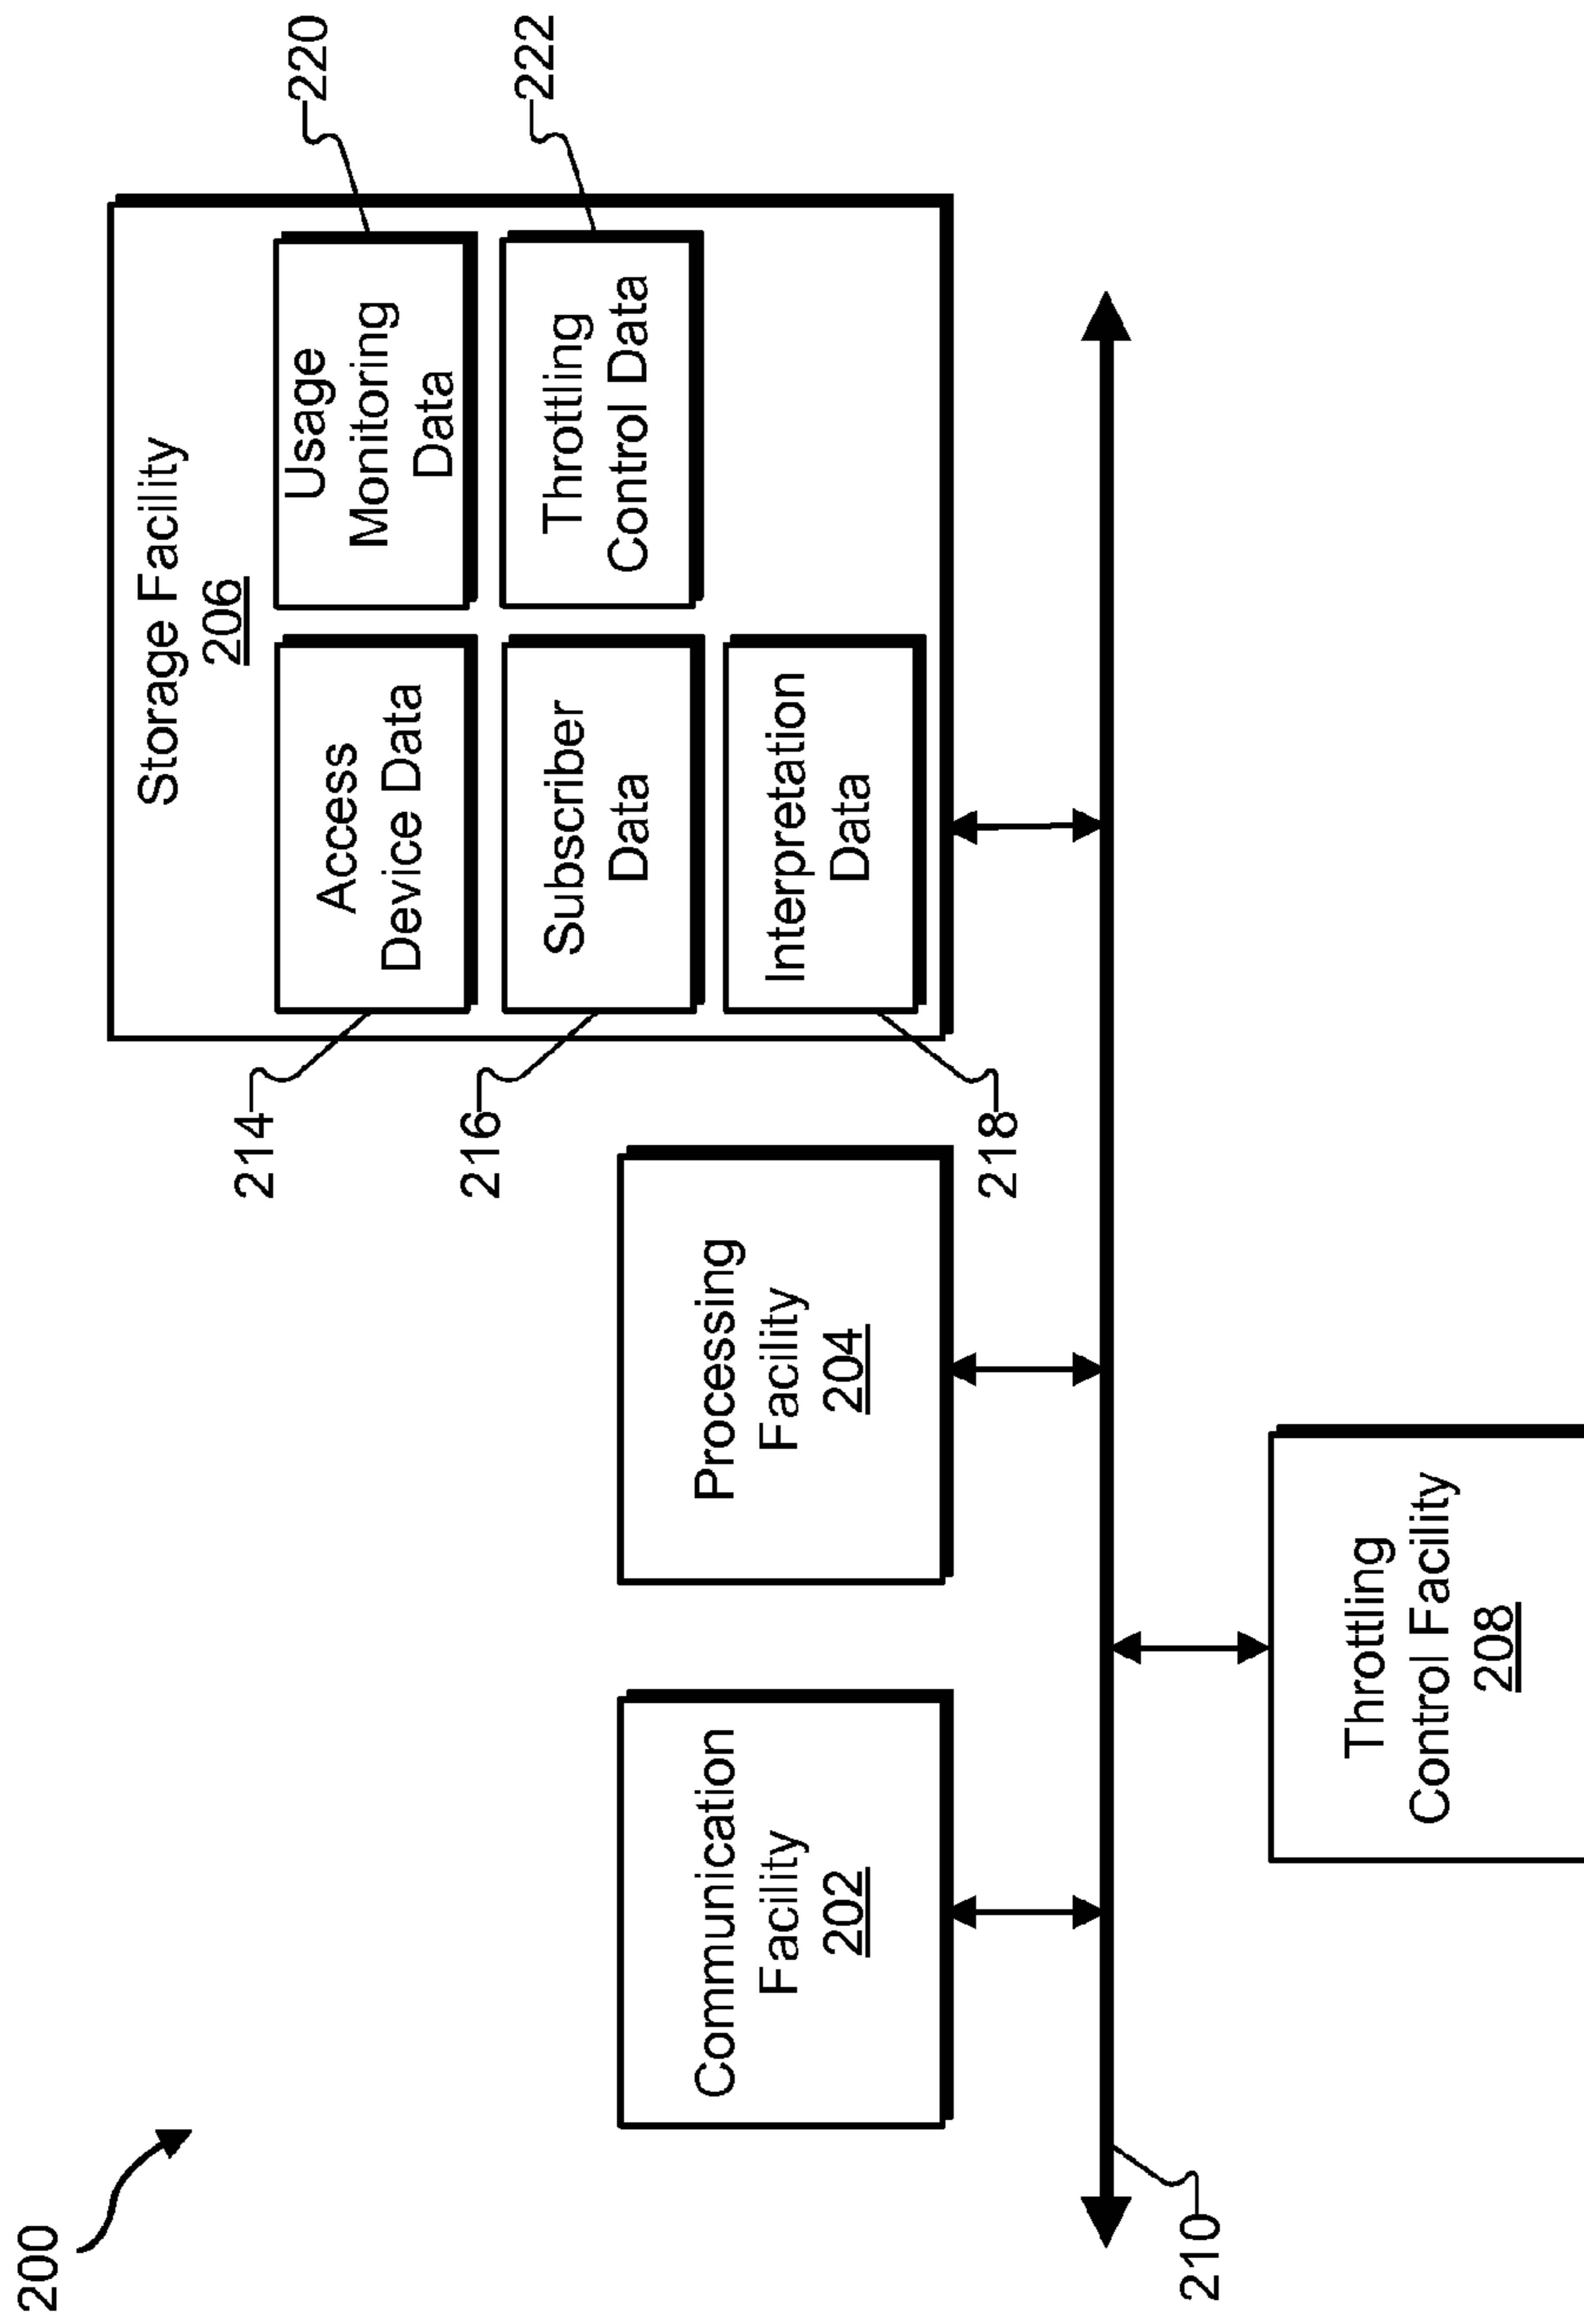 200
Storage Facility
206
Access
Device Data
Usage
Monitoring
Data
220
214
Subscriber
Data
Throttling
Control Data
222
216
Interpretation
Data
218
Communication
Facility
202
Processing
Facility
204
210
Throttling
Control Facility
208